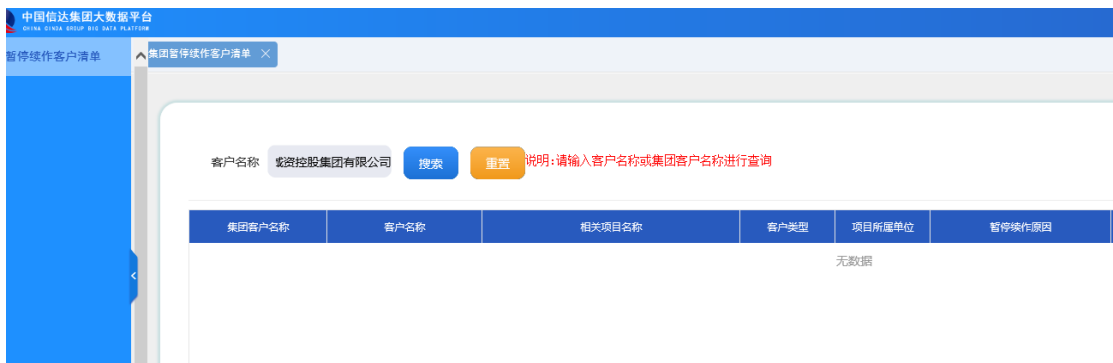 中国信达集团大数据平台
CHINA CINDA GROUP BIG DATA PLATFORM
暂停续作客户清单
集团暂停续作客户清单
客户名称 资控股集团有限公司 搜索 重置 说明:请输入客户名称或集团客户名称进行查询
集团客户名称 客户名称 相关项目名称 客户类型 项目所属单位 暂停续作原因
无数据